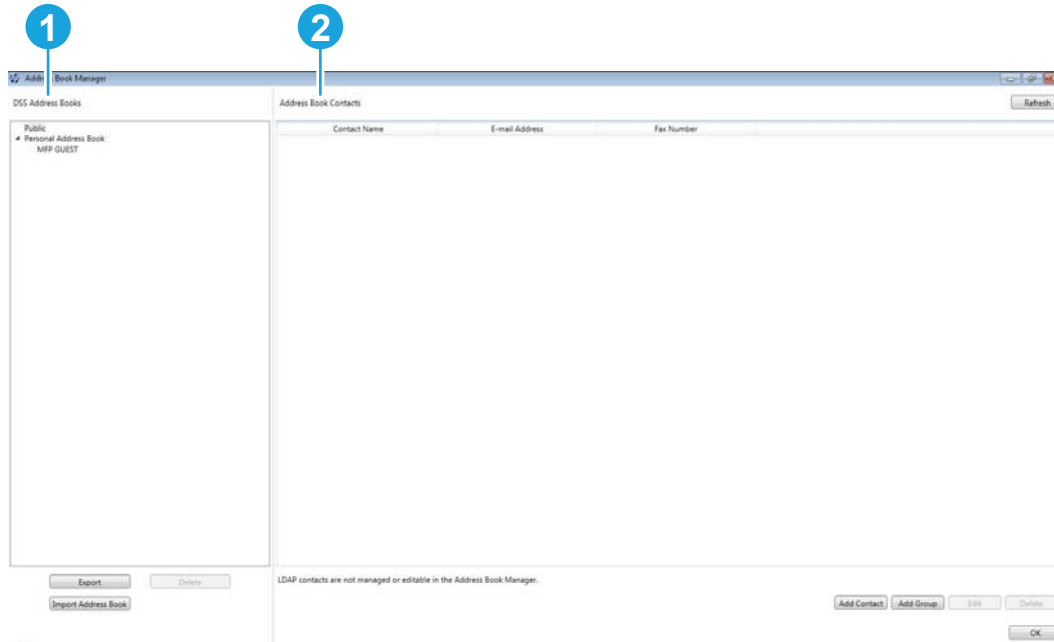 1
2
Address Book Manager
DSS Address Books
Address Book Contacts
Refresh
Public
Personal Address Book
MFP GUEST
Contact Name
E-mail Address
Fax Number
Export
Delete
Import Address Book
LDAP contacts are not managed or editable in the Address Book Manager.
Add Contact
Add Group
Edit
Delete
OK